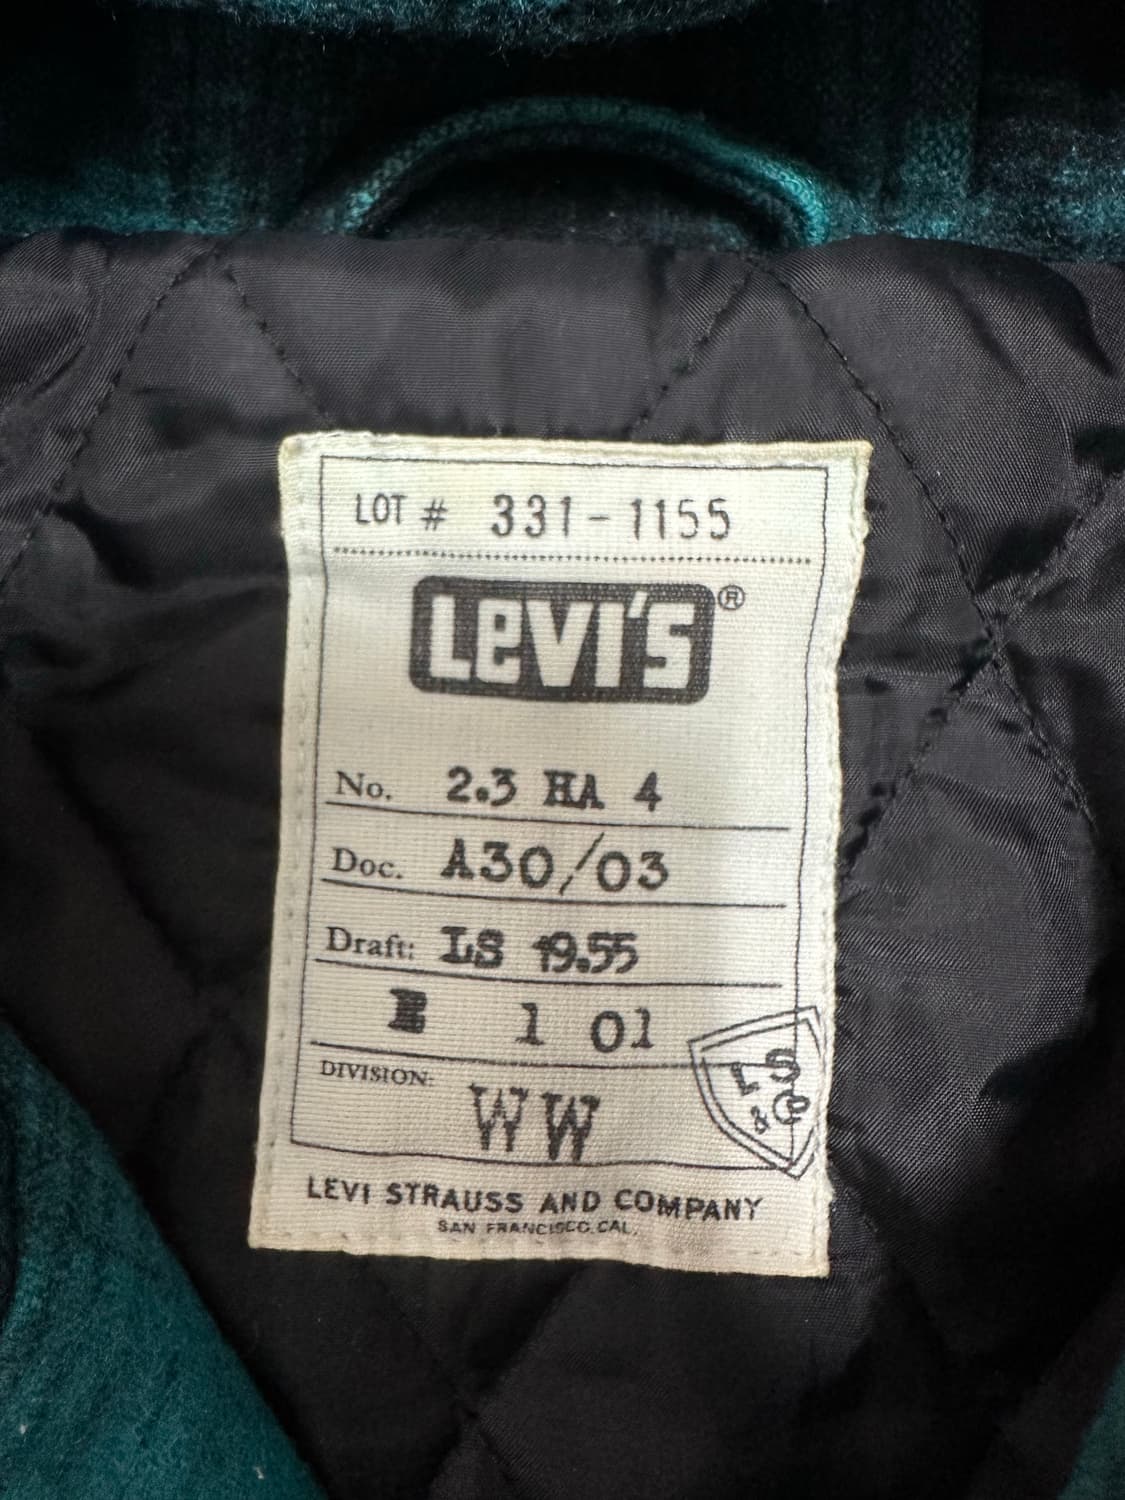 LOT # 331-1155
LEVI'S®
No. 2.3 HA 4
Doc. A30/03
Draft: LS 19.55
E 1 01
DIVISION: WW
LS
&Co
LEVI STRAUSS AND COMPANY
SAN FRANCISCO, CAL.